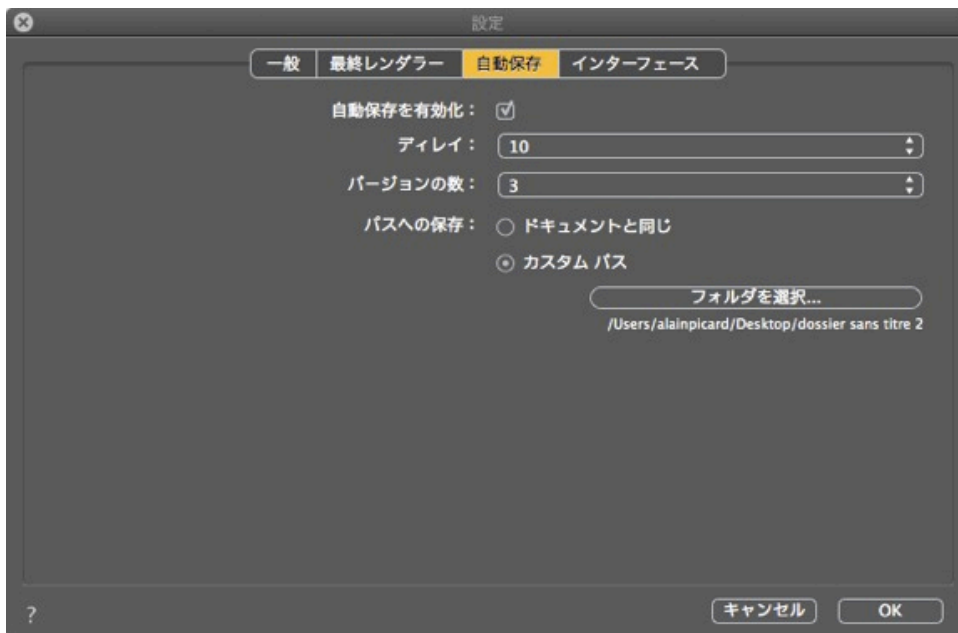 設定
一般 最終レンダラー 自動保存 インターフェース
自動保存を有効化：
ディレイ： 10
バージョンの数： 3
パスへの保存： ドキュメントと同じ
カスタム パス
フォルダを選択...
/Users/alainpicard/Desktop/dossier sans titre 2
? キャンセル OK